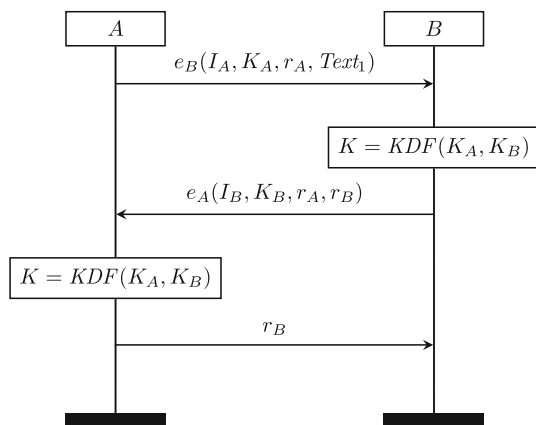 A
B
e_B(I_A, K_A, r_A, Text_1)
K = KDF(K_A, K_B)
e_A(I_B, K_B, r_A, r_B)
K = KDF(K_A, K_B)
r_B